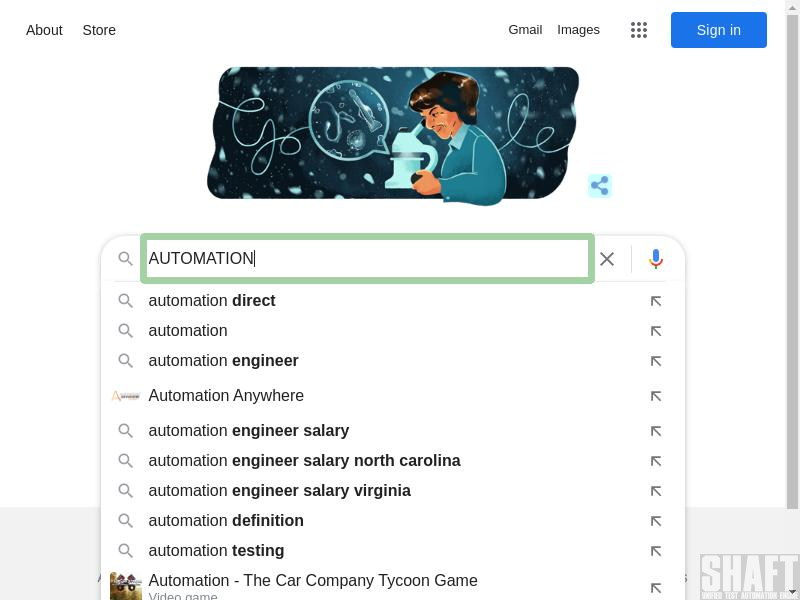 About Store Gmail Images Sign in
AUTOMATION
automation direct
automation
automation engineer
Automation Anywhere
automation engineer salary
automation engineer salary north carolina
automation engineer salary virginia
automation definition
automation testing
Automation - The Car Company Tycoon Game
Video game
SHAFT